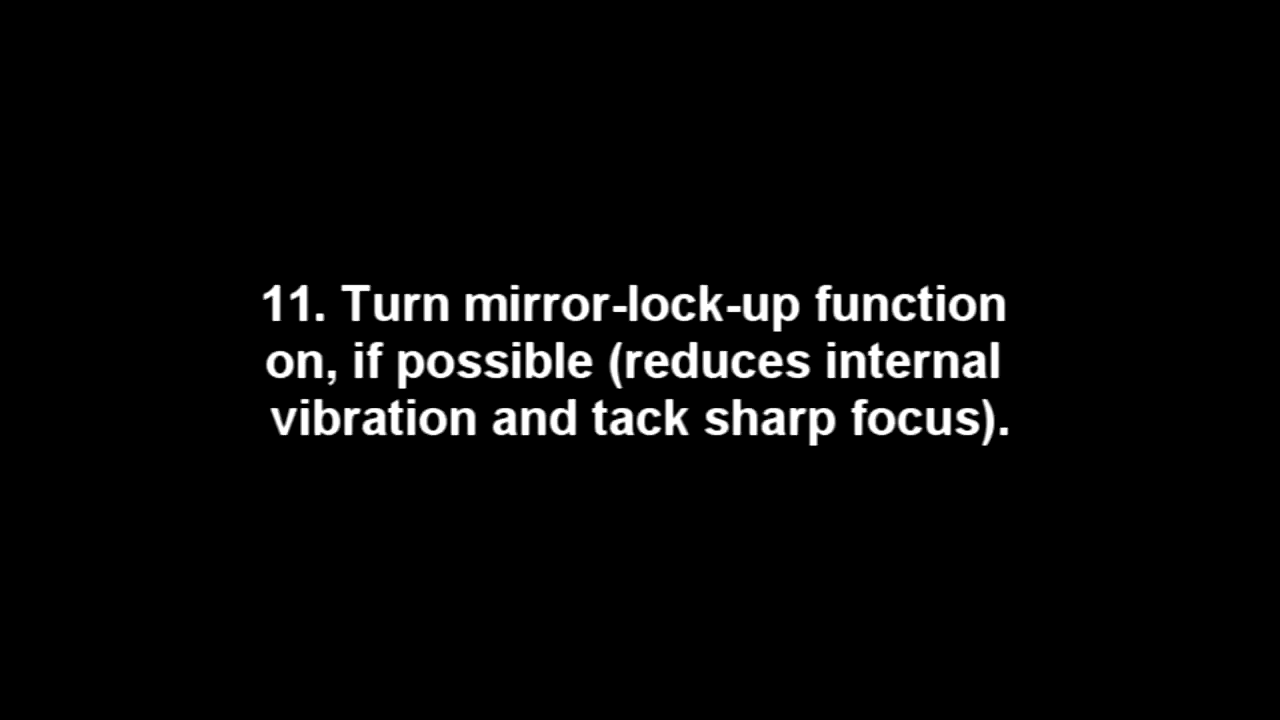 11. Turn mirror-lock-up function
on, if possible (reduces internal
vibration and tack sharp focus).